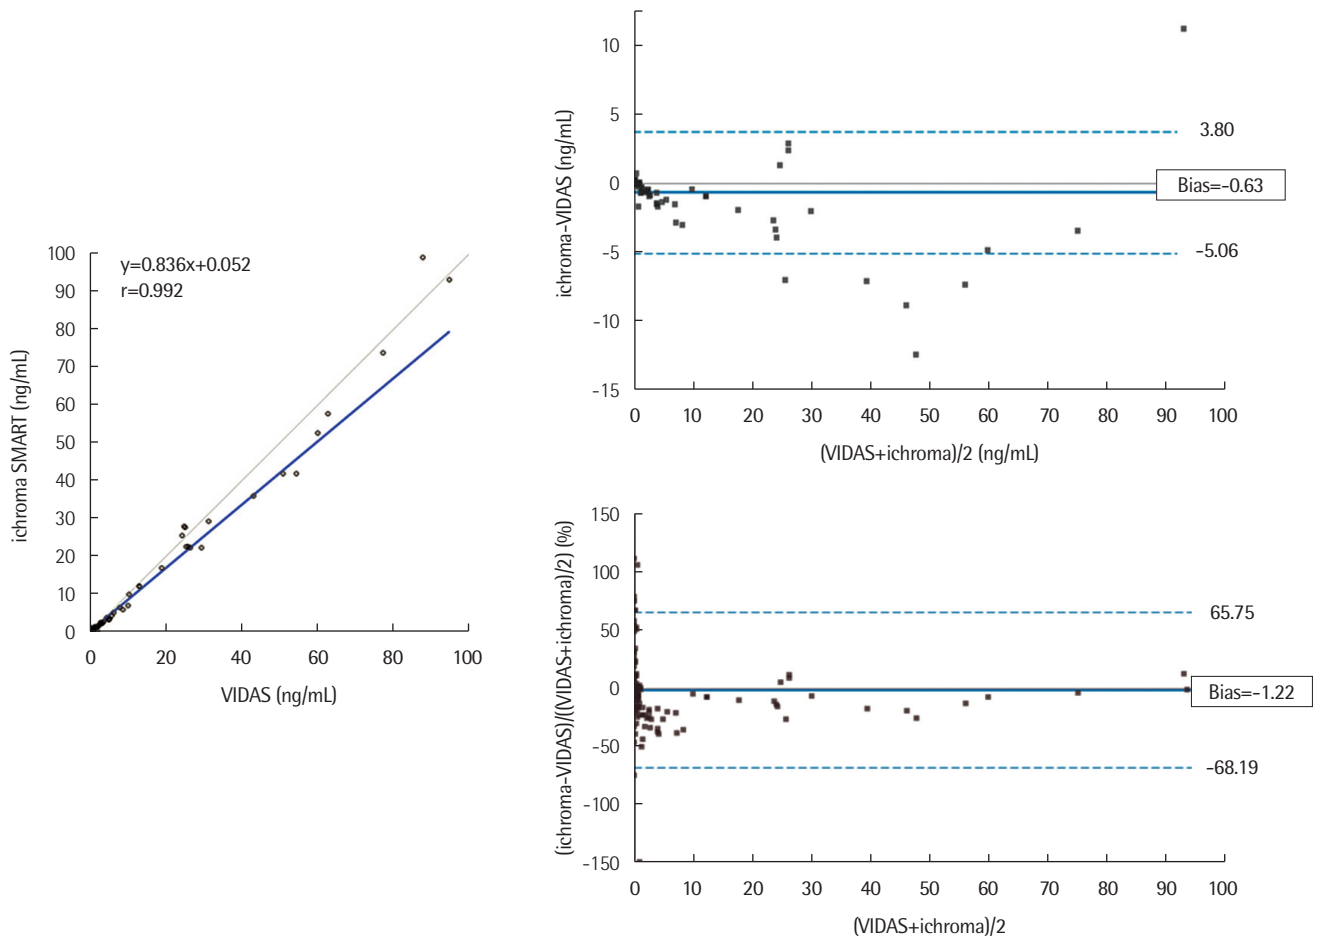 y=0.836x+0.052
r=0.992
100
90
80
70
60
50
40
30
20
10
0
0 20 40 60 80 100
ichroma SMART (ng/mL)
VIDAS (ng/mL)
10
5
0
-5
-10
-15
3.80
Bias=-0.63
-5.06
0 10 20 30 40 50 60 70 80 90 100
ichroma-VIDAS (ng/mL)
(VIDAS+ichroma)/2 (ng/mL)
150
100
50
0
-50
-100
-150
65.75
Bias=-1.22
-68.19
0 10 20 30 40 50 60 70 80 90 100
(ichroma-VIDAS)/((VIDAS+ichroma)/2) (%)
(VIDAS+ichroma)/2